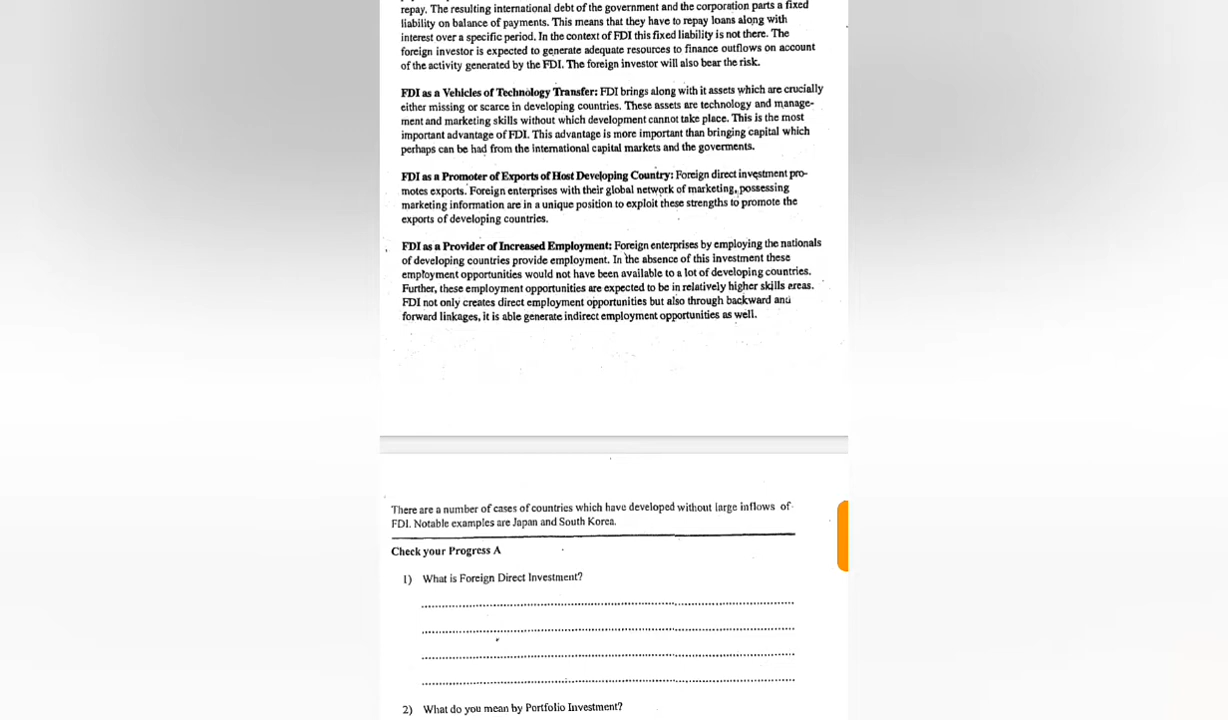 repay. The resulting international debt of the government and the corporation parts a fixed
liability on balance of payments. This means that they have to repay loans along with
interest over a specific period. In the context of FDI this fixed liability is not there. The
foreign investor is expected to generate adequate resources to finance outflows on account
of the activity generated by the FDI. The foreign investor will also bear the risk.
FDI as a Vehicles of Technology Transfer: FDI brings along with it assets which are crucially
either missing or scarce in developing countries. These assets are technology and manage-
ment and marketing skills without which development cannot take place. This is the most
important advantage of FDI. This advantage is more important than bringing capital which
perhaps can be had from the international capital markets and the goverments.
FDI as a Promoter of Exports of Host Developing Country: Foreign direct investment pro-
motes exports. Foreign enterprises with their global network of marketing, possessing
marketing information are in a unique position to exploit these strengths to promote the
exports of developing countries.
FDI as a Provider of Increased Employment: Foreign enterprises by employing the nationals
of developing countries provide employment. In the absence of this investment these
employment opportunities would not have been available to a lot of developing countries.
Further, these employment opportunities are expected to be in relatively higher skills areas.
FDI not only creates direct employment opportunities but also through backward and
forward linkages, it is able generate indirect employment opportunities as well.
There are a number of cases of countries which have developed without large inflows of
FDI. Notable examples are Japan and South Korea.
Check your Progress A
1) What is Foreign Direct Investment?
2) What do you mean by Portfolio Investment?